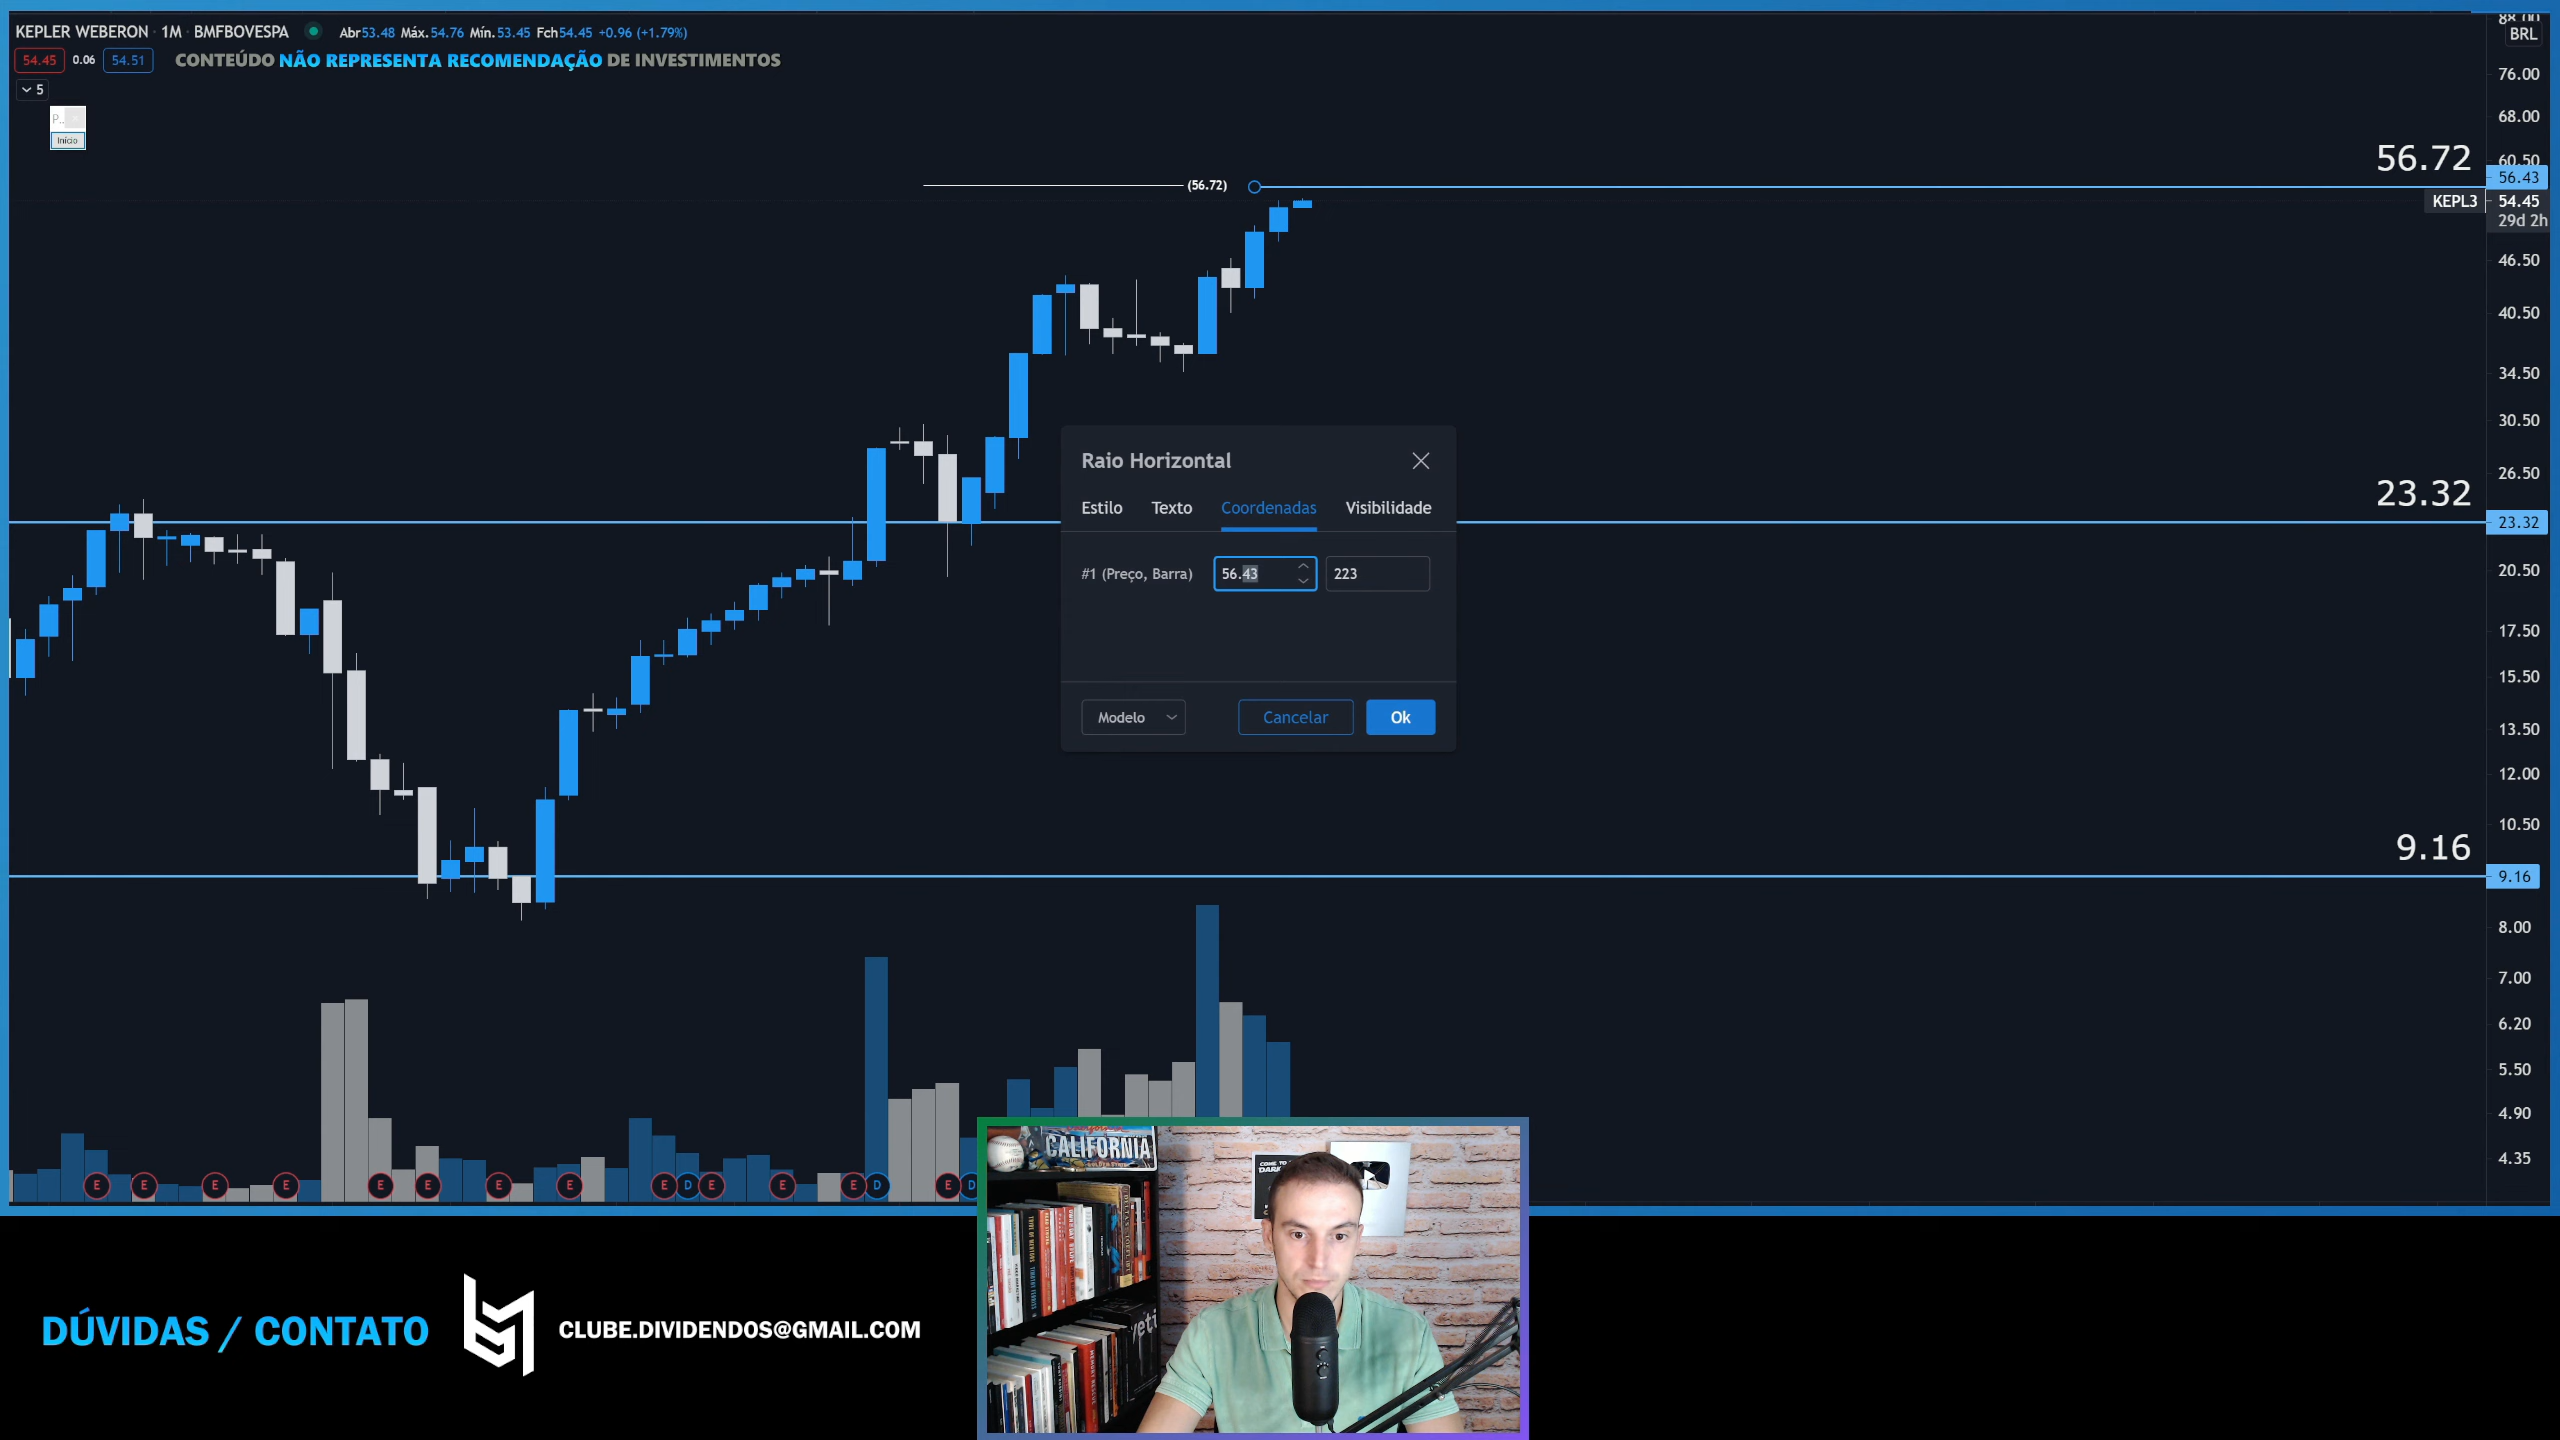 KEPLER WEBERON · 1M · BMFBOVESPA Abr53.48 Máx.54.76 Mín.53.45 Fch54.45 +0.96 (+1.79%)
54.45 0.06 54.51 CONTEÚDO NÃO REPRESENTA RECOMENDAÇÃO DE INVESTIMENTOS
5
P..
Início
BRL
76.00
68.00
60.50
56.72
56.43
(56.72)
KEPL3 54.45
29d 2h
46.50
40.50
34.50
30.50
26.50
23.32
23.32
20.50
17.50
15.50
13.50
12.00
10.50
9.16
9.16
8.00
7.00
6.20
5.50
4.90
4.35
Raio Horizontal
Estilo Texto Coordenadas Visibilidade
#1 (Preço, Barra) 56.43 223
Modelo Cancelar Ok
E E E E E E E E E D E E E D E D
CALIFORNIA
COME TO
DARK
DÚVIDAS / CONTATO CLUBE.DIVIDENDOS@GMAIL.COM